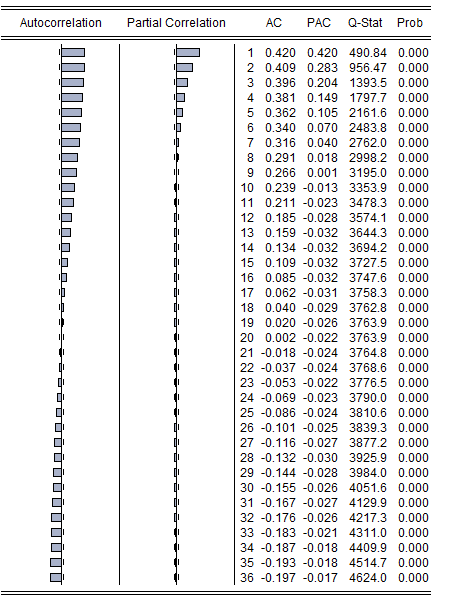 Autocorrelation Partial Correlation AC PAC Q-Stat Prob
1 0.420 0.420 490.84 0.000
2 0.409 0.283 956.47 0.000
3 0.396 0.204 1393.5 0.000
4 0.381 0.149 1797.7 0.000
5 0.362 0.105 2161.6 0.000
6 0.340 0.070 2483.8 0.000
7 0.316 0.040 2762.0 0.000
8 0.291 0.018 2998.2 0.000
9 0.266 0.001 3195.0 0.000
10 0.239 -0.013 3353.9 0.000
11 0.211 -0.023 3478.3 0.000
12 0.185 -0.028 3574.1 0.000
13 0.159 -0.032 3644.3 0.000
14 0.134 -0.032 3694.2 0.000
15 0.109 -0.032 3727.5 0.000
16 0.085 -0.032 3747.6 0.000
17 0.062 -0.031 3758.3 0.000
18 0.040 -0.029 3762.8 0.000
19 0.020 -0.026 3763.9 0.000
20 0.002 -0.022 3763.9 0.000
21 -0.018 -0.024 3764.8 0.000
22 -0.037 -0.024 3768.6 0.000
23 -0.053 -0.022 3776.5 0.000
24 -0.069 -0.023 3790.0 0.000
25 -0.086 -0.024 3810.6 0.000
26 -0.101 -0.025 3839.3 0.000
27 -0.116 -0.027 3877.2 0.000
28 -0.132 -0.030 3925.9 0.000
29 -0.144 -0.028 3984.0 0.000
30 -0.155 -0.026 4051.6 0.000
31 -0.167 -0.027 4129.9 0.000
32 -0.176 -0.026 4217.3 0.000
33 -0.183 -0.021 4311.0 0.000
34 -0.187 -0.018 4409.9 0.000
35 -0.193 -0.018 4514.7 0.000
36 -0.197 -0.017 4624.0 0.000